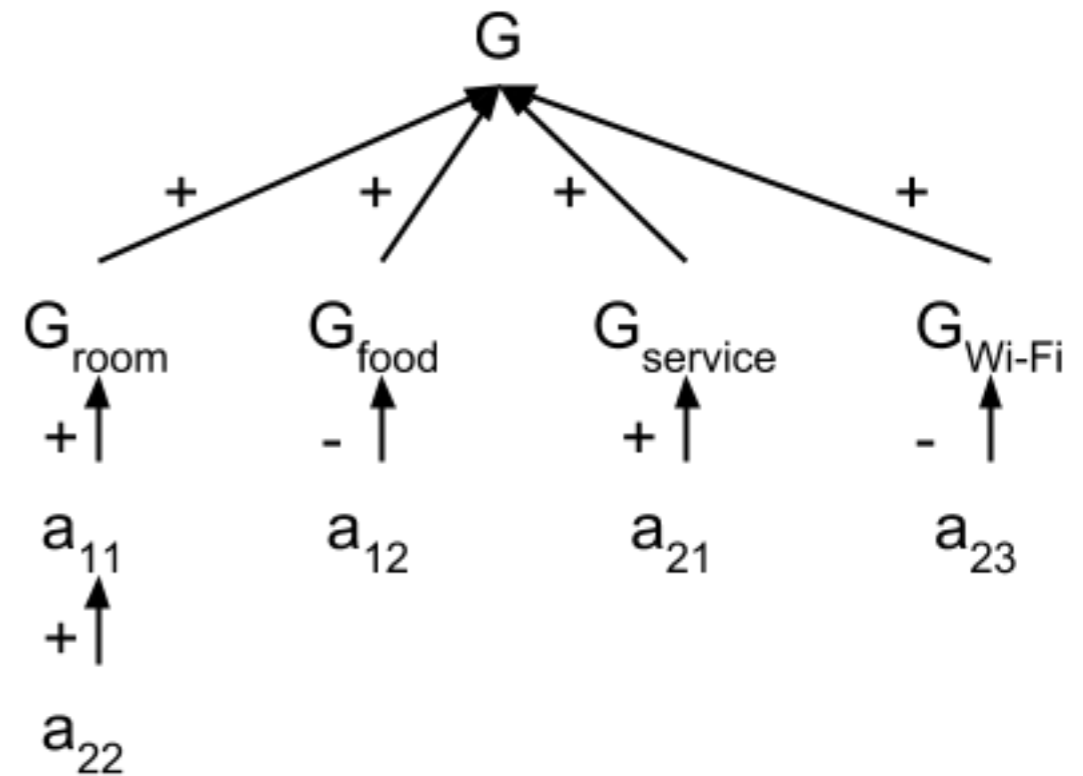 G
+ + + +
Groom Gfood Gservice GWi-Fi
+ - + -
a11 a12 a21 a23
+
a22